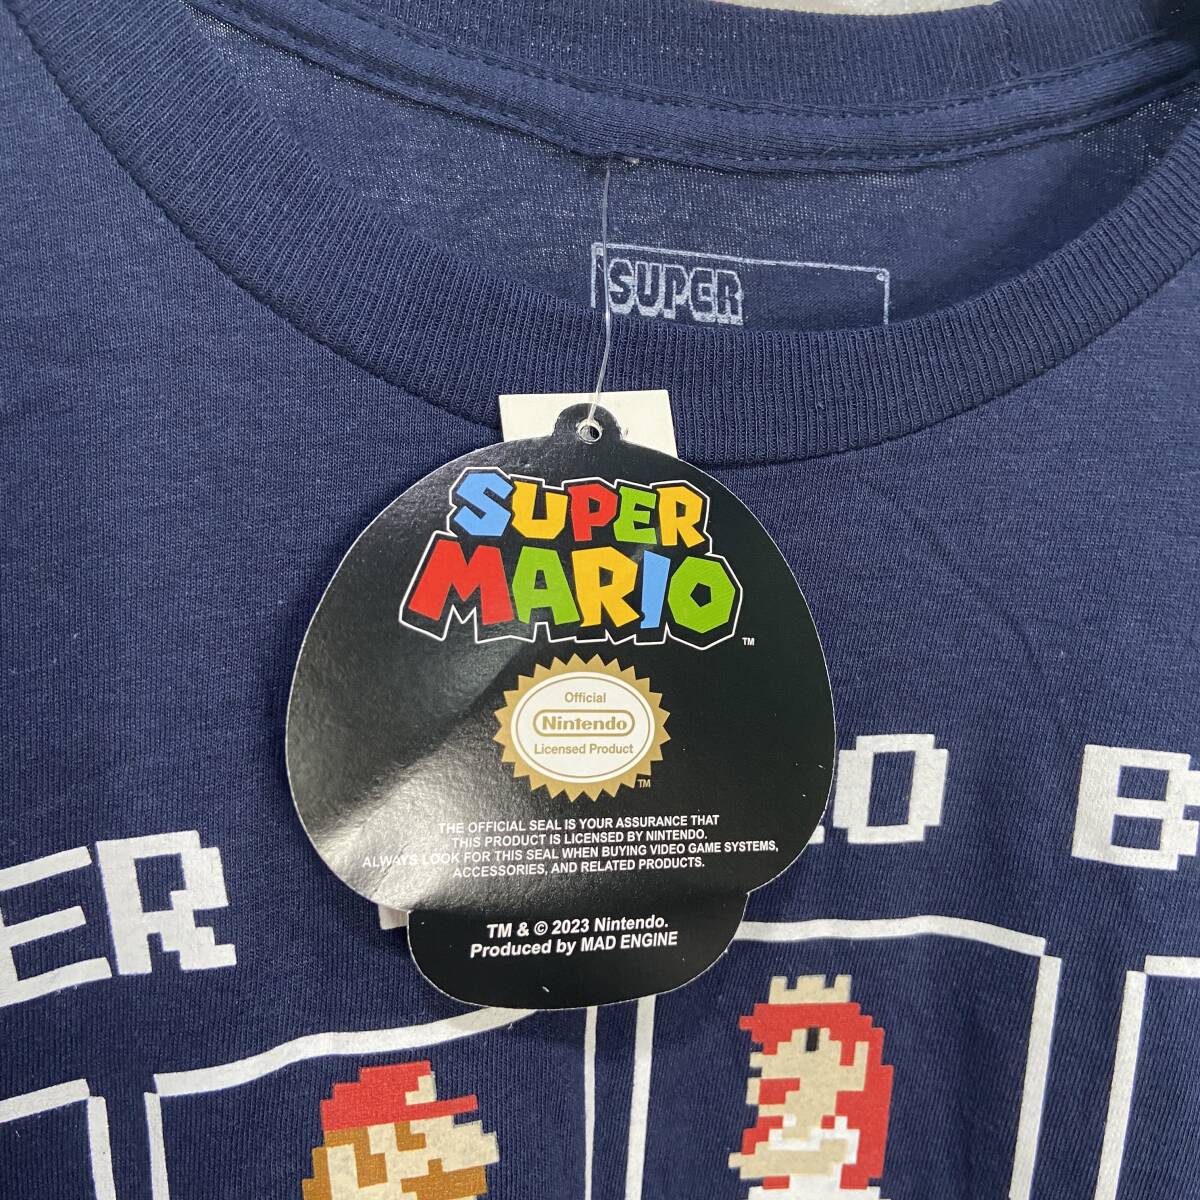 SUPER
SUPER
MARIO
TM
Official
Nintendo
Licensed Product
TM
THE OFFICIAL SEAL IS YOUR ASSURANCE THAT
THIS PRODUCT IS LICENSED BY NINTENDO.
ALWAYS LOOK FOR THIS SEAL WHEN BUYING VIDEO GAME SYSTEMS,
ACCESSORIES, AND RELATED PRODUCTS.
TM & © 2023 Nintendo.
Produced by MAD ENGINE